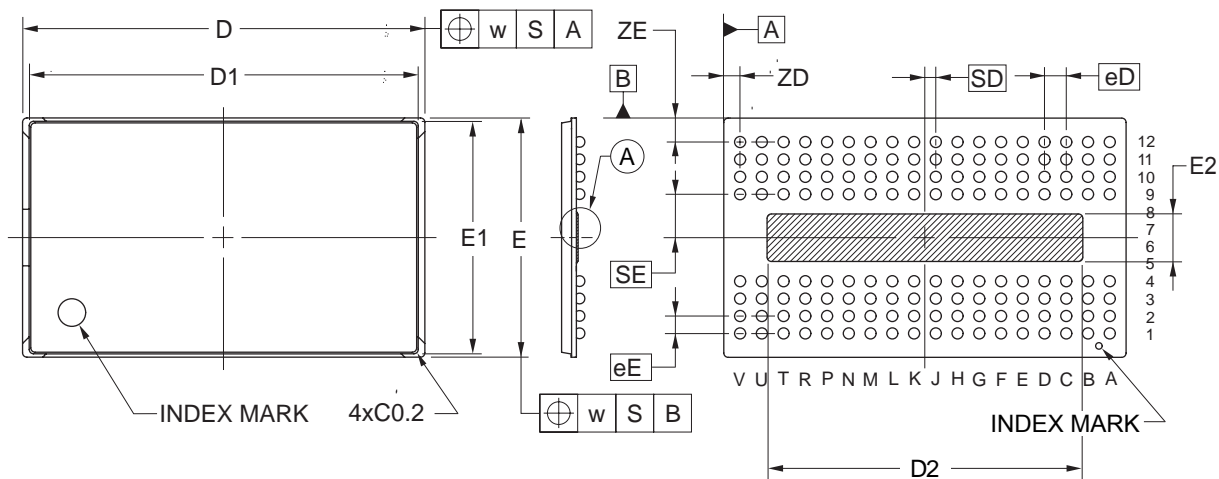 D
⌖ w S A
D1
E1
E
INDEX MARK
4xC0.2
A
⌖ w S B
ZE
A
B
ZD
SD
eD
12
11
10
9
8
7
6
5
4
3
2
1
E2
SE
eE
V U T R P N M L K J H G F E D C B A
INDEX MARK
D2